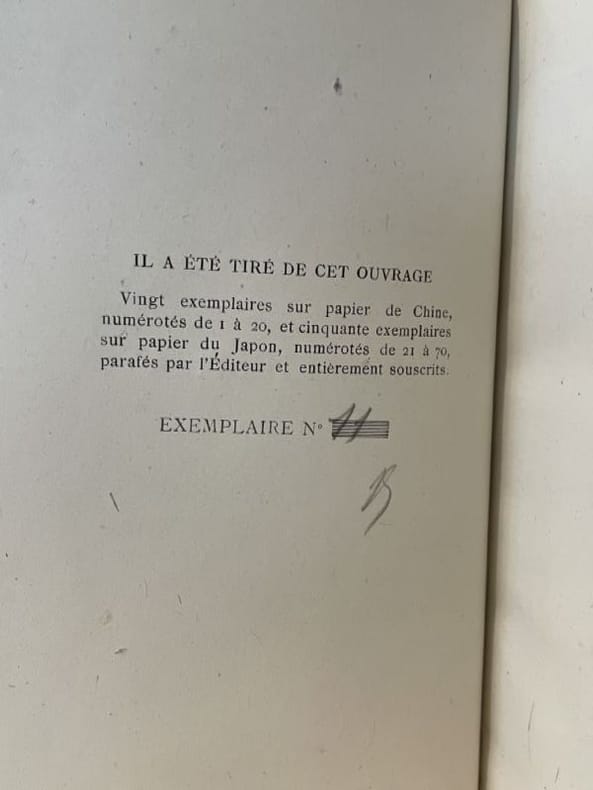 IL A ÉTÉ TIRÉ DE CET OUVRAGE
Vingt exemplaires sur papier de Chine,
numérotés de 1 à 20, et cinquante exemplaires
sur papier du Japon, numérotés de 21 à 70,
parafés par l'Éditeur et entièrement souscrits.
EXEMPLAIRE N° 11